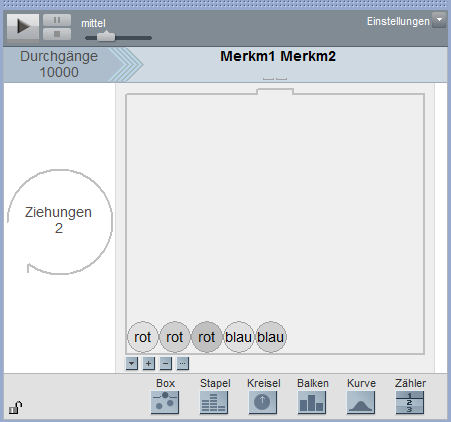 mittel
Einstellungen
Durchgänge
10000
Merkm1 Merkm2
Ziehungen
2
rot rot rot blau blau
Box Stapel Kreisel Balken Kurve Zähler
1
2
3